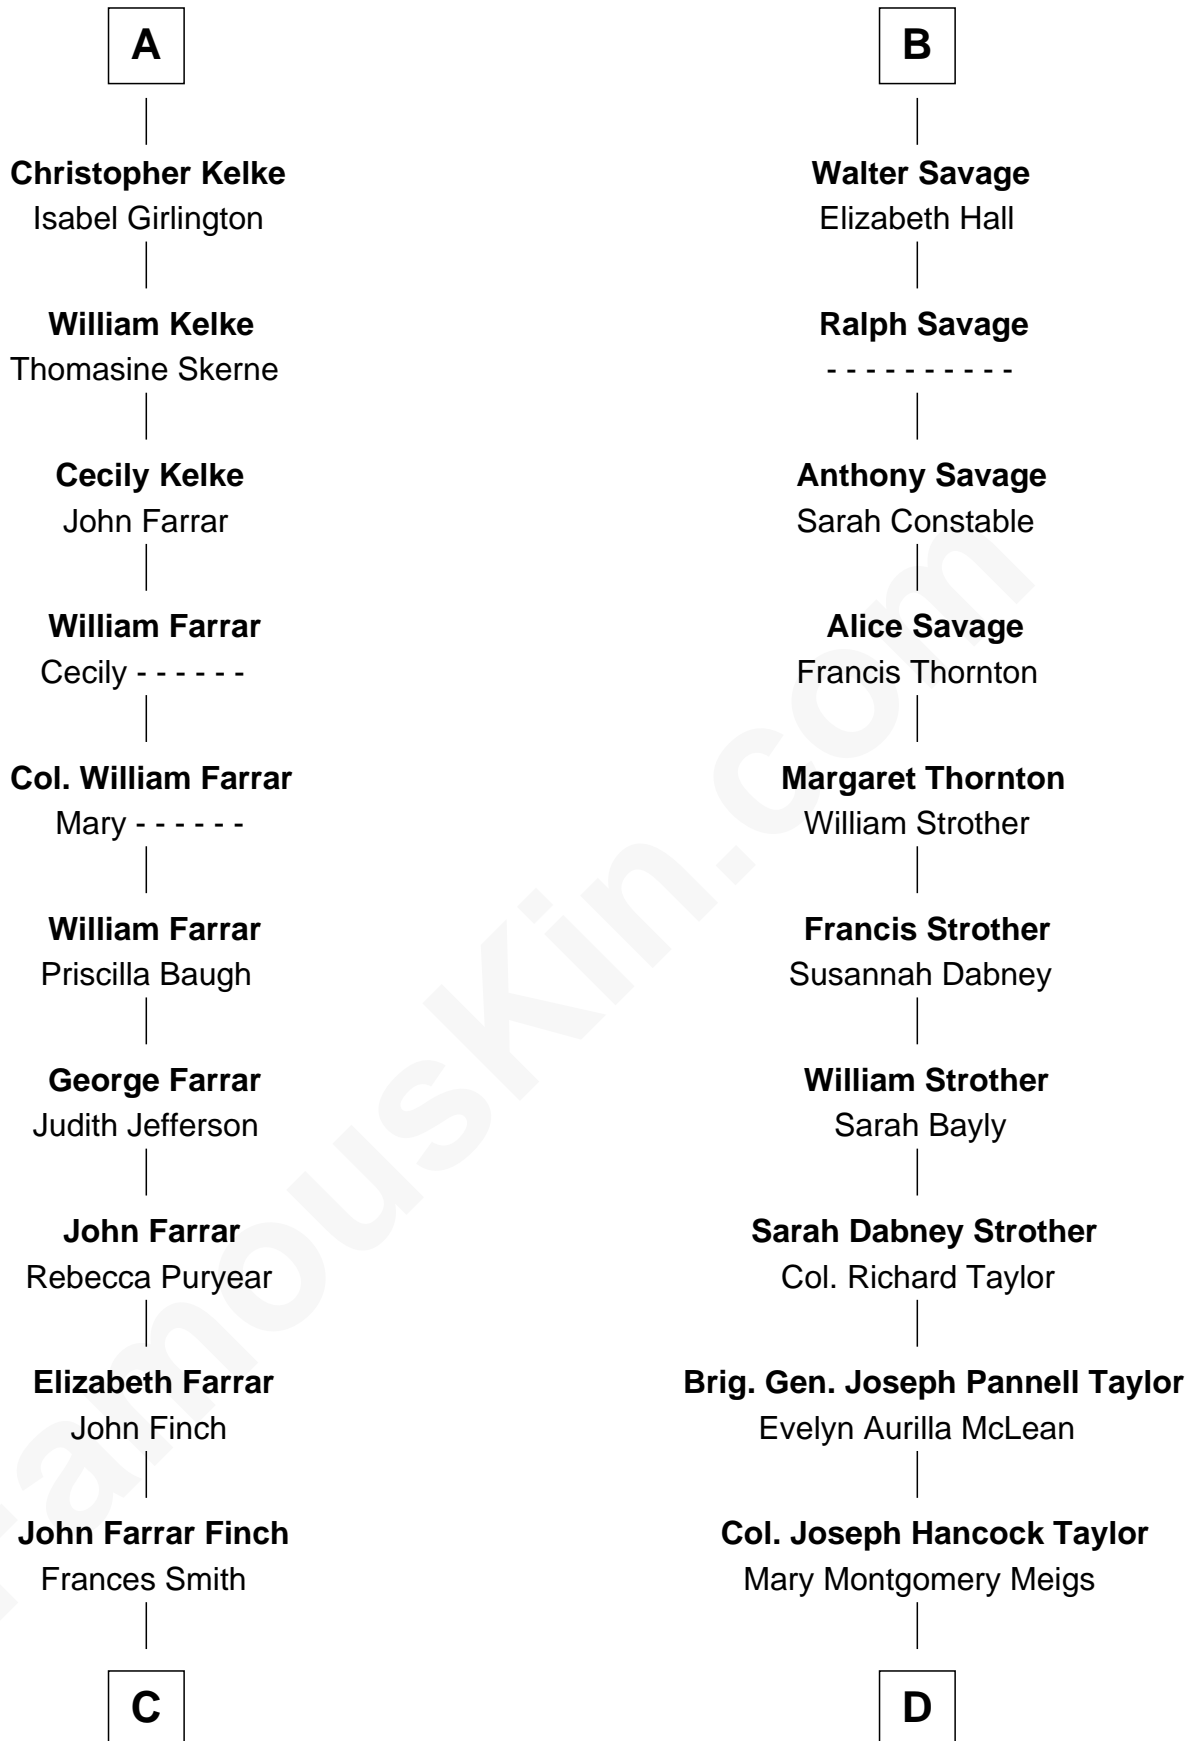 A
Christopher Kelke
Isabel Girlington
William Kelke
Thomasine Skerne
Cecily Kelke
John Farrar
William Farrar
Cecily - - - - - -
Col. William Farrar
Mary - - - - - -
William Farrar
Priscilla Baugh
George Farrar
Judith Jefferson
John Farrar
Rebecca Puryear
Elizabeth Farrar
John Finch
John Farrar Finch
Frances Smith
C
B
Walter Savage
Elizabeth Hall
Ralph Savage
- - - - - - - - - -
Anthony Savage
Sarah Constable
Alice Savage
Francis Thornton
Margaret Thornton
William Strother
Francis Strother
Susannah Dabney
William Strother
Sarah Bayly
Sarah Dabney Strother
Col. Richard Taylor
Brig. Gen. Joseph Pannell Taylor
Evelyn Aurilla McLean
Col. Joseph Hancock Taylor
Mary Montgomery Meigs
D
FamousKin.com